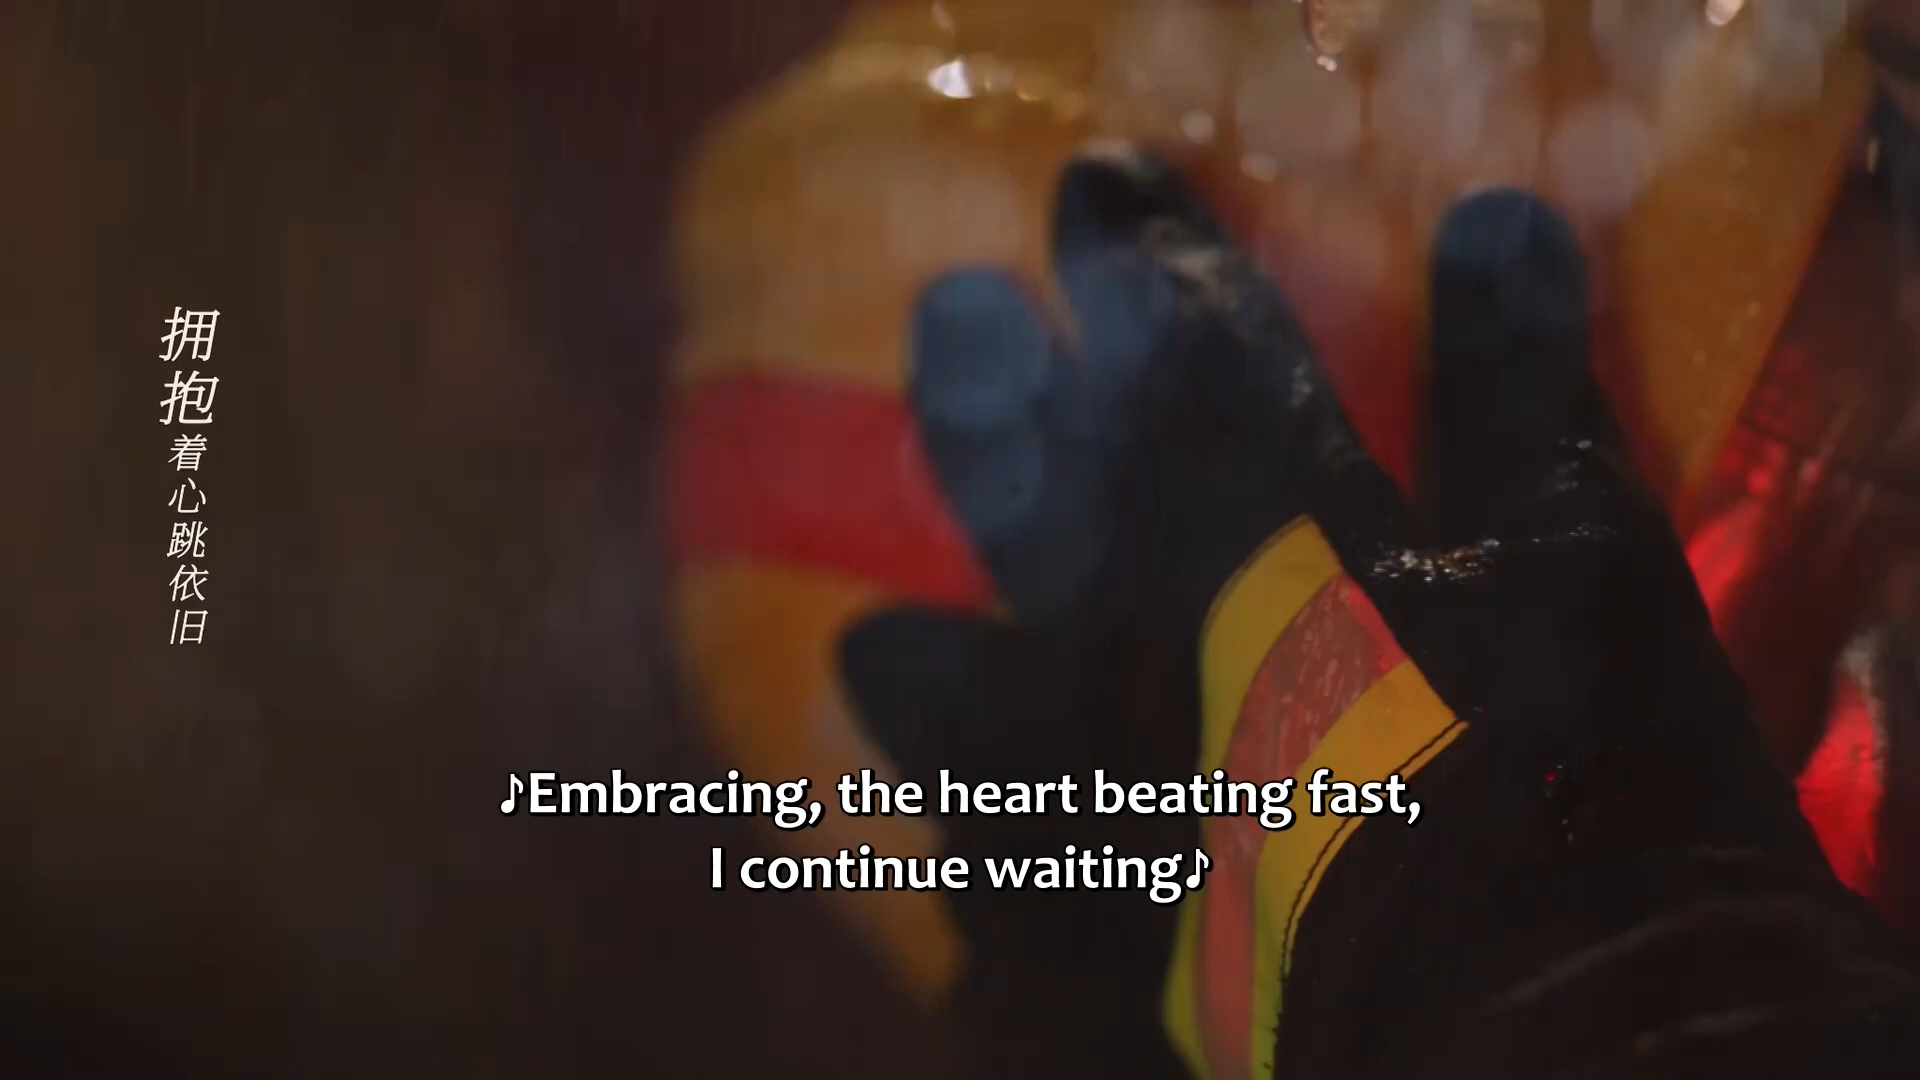 拥抱着心跳依旧
♪Embracing, the heart beating fast,
I continue waiting♪